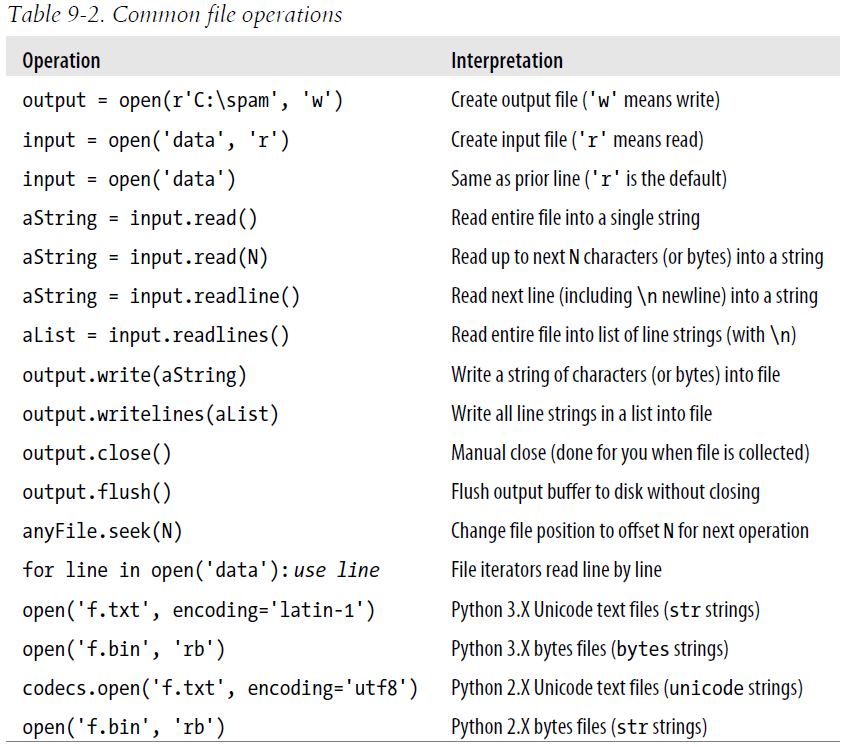 Table 9-2. Common file operations
Operation Interpretation
output = open(r'C:\spam', 'w') Create output file ('w' means write)
input = open('data', 'r') Create input file ('r' means read)
input = open('data') Same as prior line ('r' is the default)
aString = input.read() Read entire file into a single string
aString = input.read(N) Read up to next N characters (or bytes) into a string
aString = input.readline() Read next line (including \n newline) into a string
aList = input.readlines() Read entire file into list of line strings (with \n)
output.write(aString) Write a string of characters (or bytes) into file
output.writelines(aList) Write all line strings in a list into file
output.close() Manual close (done for you when file is collected)
output.flush() Flush output buffer to disk without closing
anyFile.seek(N) Change file position to offset N for next operation
for line in open('data'): use line File iterators read line by line
open('f.txt', encoding='latin-1') Python 3.X Unicode text files (str strings)
open('f.bin', 'rb') Python 3.X bytes files (bytes strings)
codecs.open('f.txt', encoding='utf8') Python 2.X Unicode text files (unicode strings)
open('f.bin', 'rb') Python 2.X bytes files (str strings)